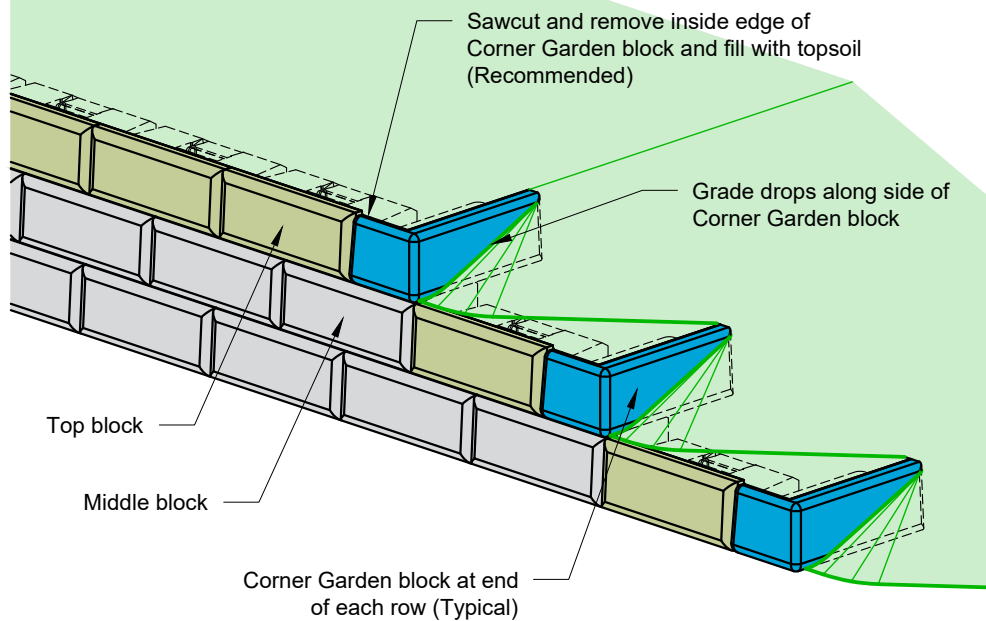 Sawcut and remove inside edge of
Corner Garden block and fill with topsoil
(Recommended)
Grade drops along side of
Corner Garden block
Top block
Middle block
Corner Garden block at end
of each row (Typical)